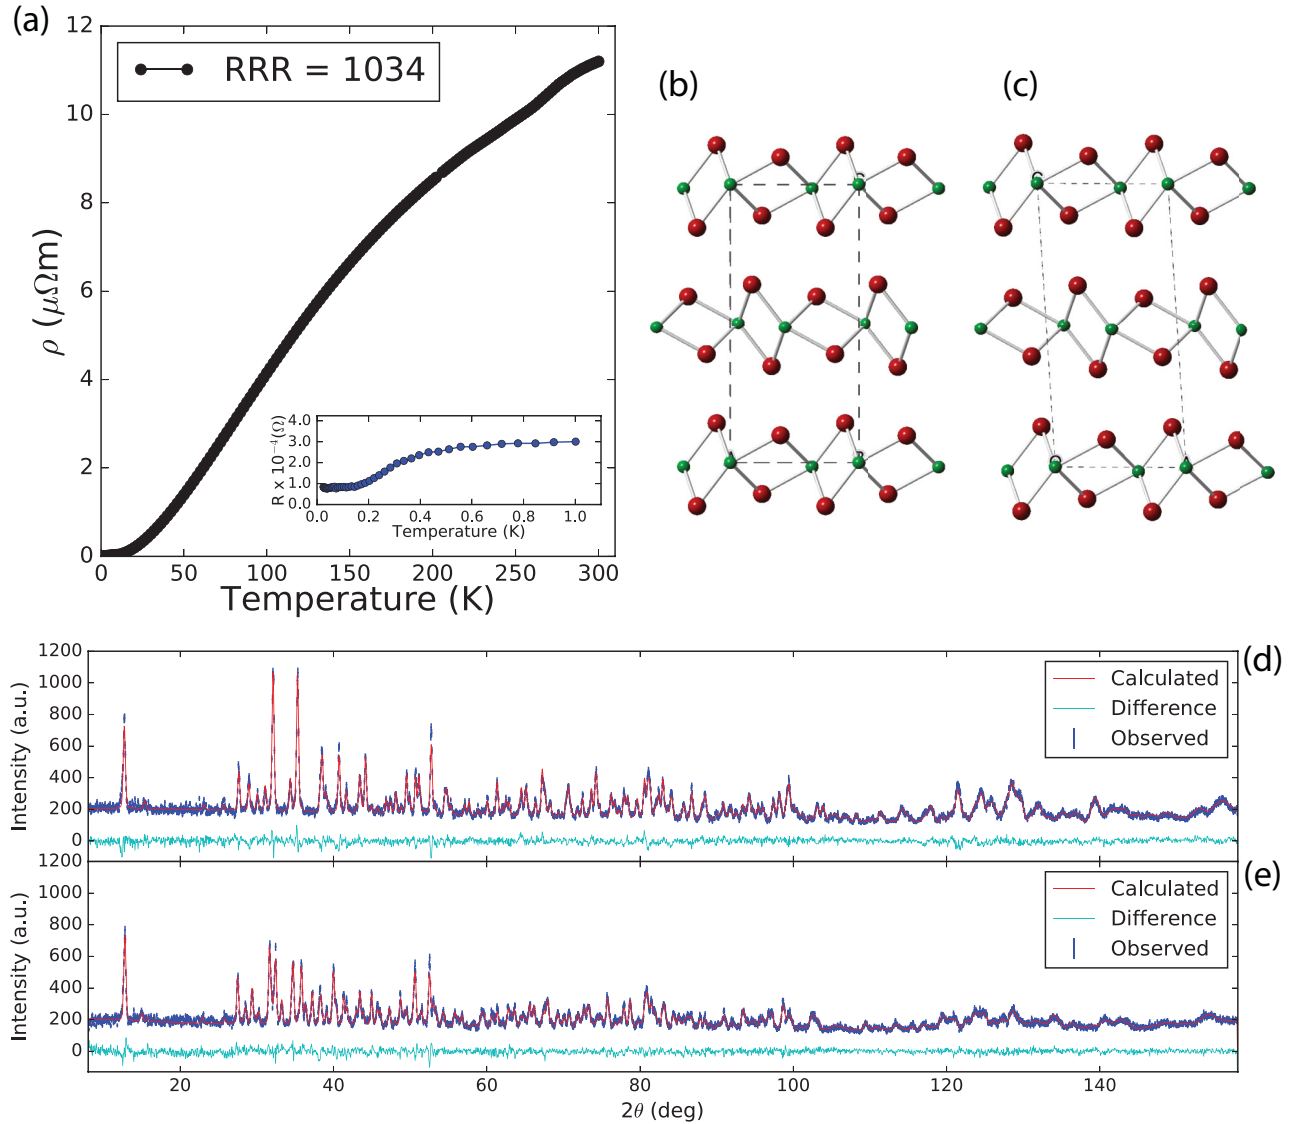 (a)
12
10
8
6
4
2
0
ρ (μΩm)
RRR = 1034
0
50
100
150
200
250
300
Temperature (K)
R x 10⁻⁴(Ω)
4.0
3.0
2.0
1.0
0.0
0.0
0.2
0.4
0.6
0.8
1.0
Temperature (K)
(b)
(c)
(d)
1200
1000
800
600
400
200
0
Intensity (a.u.)
Calculated
Difference
Observed
(e)
1200
1000
800
600
400
200
0
Intensity (a.u.)
Calculated
Difference
Observed
20
40
60
80
100
120
140
2θ (deg)